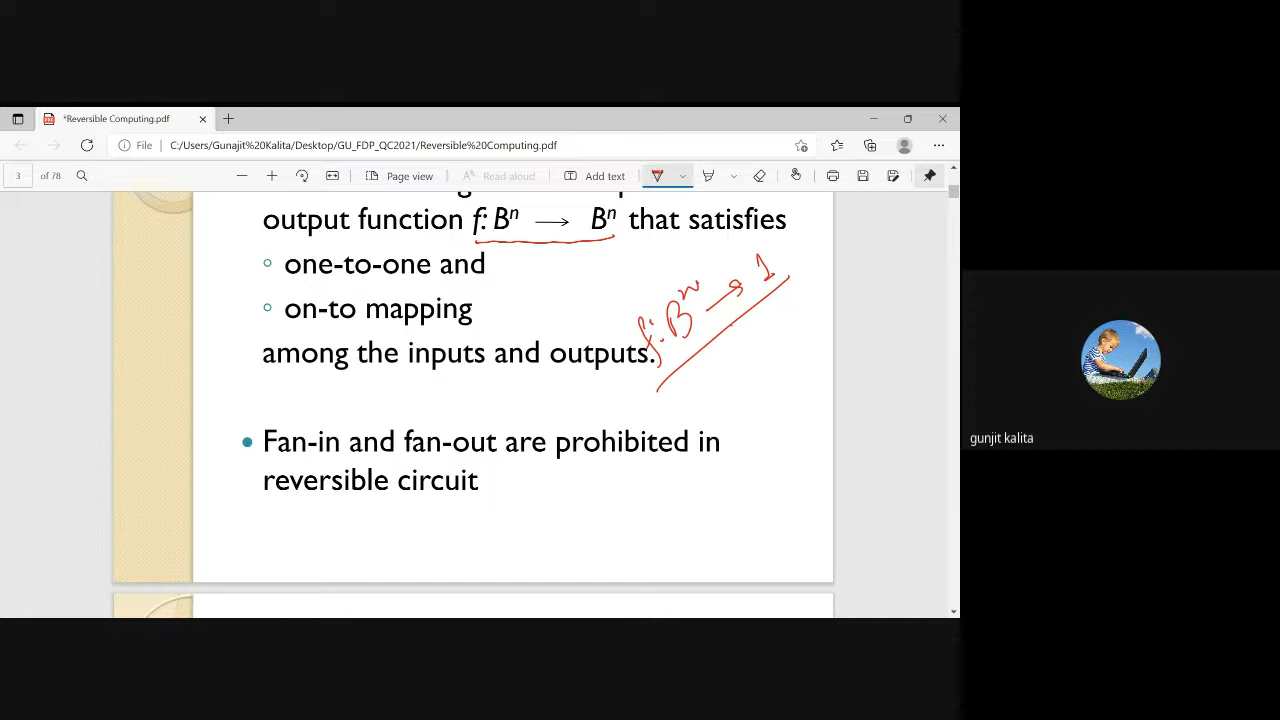 *Reversible Computing.pdf
File C:/Users/Gunajit%20Kalita/Desktop/GU_FDP_QC2021/Reversible%20Computing.pdf
3 of 78 Page view Read aloud Add text
output function f: Bⁿ → Bⁿ that satisfies
one-to-one and
f: Bⁿ → 1
on-to mapping
among the inputs and outputs.
Fan-in and fan-out are prohibited in
reversible circuit
gunjit kalita